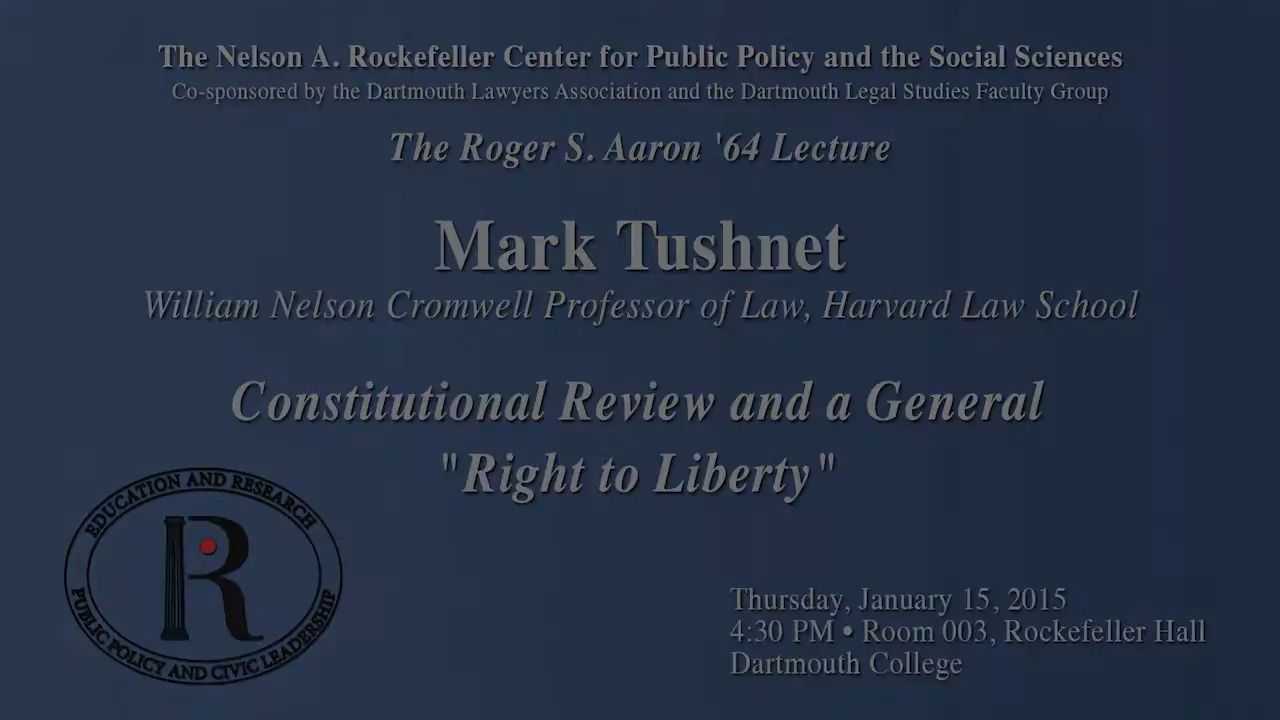 The Nelson A. Rockefeller Center for Public Policy and the Social Sciences
Co-sponsored by the Dartmouth Lawyers Association and the Dartmouth Legal Studies Faculty Group
The Roger S. Aaron '64 Lecture
Mark Tushnet
William Nelson Cromwell Professor of Law, Harvard Law School
Constitutional Review and a General
"Right to Liberty"
EDUCATION AND RESEARCH
R
PUBLIC POLICY AND CIVIC LEADERSHIP
Thursday, January 15, 2015
4:30 PM • Room 003, Rockefeller Hall
Dartmouth College